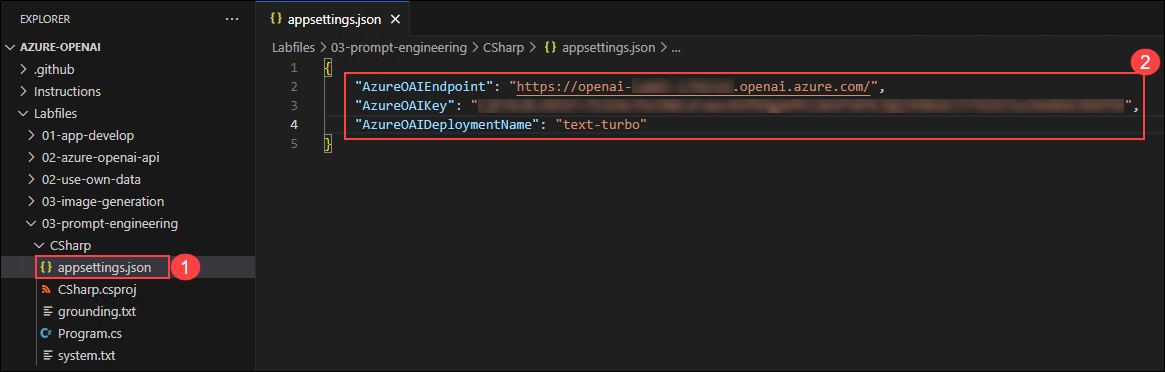 EXPLORER
...
AZURE-OPENAI
.github
Instructions
Labfiles
01-app-develop
02-azure-openai-api
02-use-own-data
03-image-generation
03-prompt-engineering
CSharp
{} appsettings.json
1
CSharp.csproj
grounding.txt
C# Program.cs
system.txt
{} appsettings.json ×
Labfiles > 03-prompt-engineering > CSharp > {} appsettings.json > ...
2
1 {
2 "AzureOAIEndpoint": "https://openai- .openai.azure.com/",
3 "AzureOAIKey": " ",
4 "AzureOAIDeploymentName": "text-turbo"
5 }